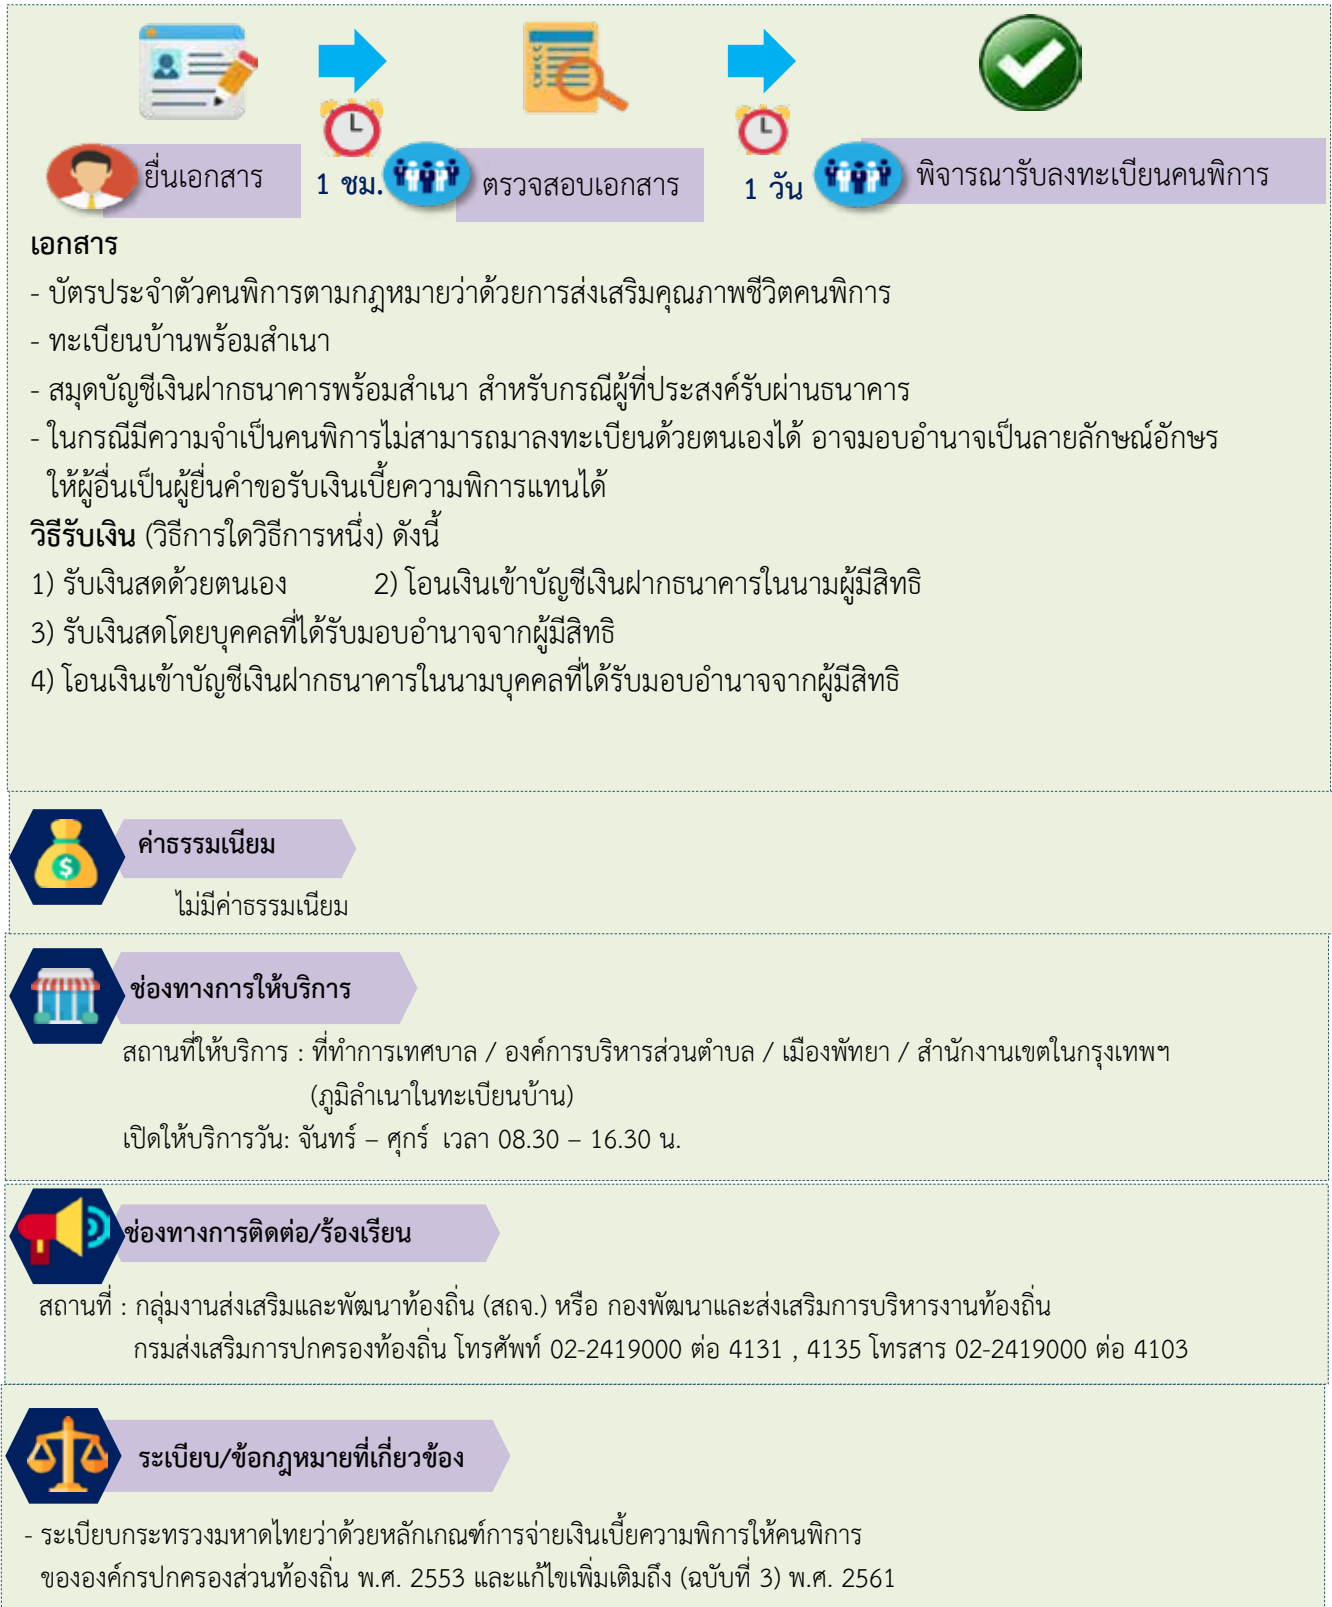 ยื่นเอกสาร
1 ชม.
ตรวจสอบเอกสาร
1 วัน
พิจารณารับลงทะเบียนคนพิการ
เอกสาร
- บัตรประจำตัวคนพิการตามกฎหมายว่าด้วยการส่งเสริมคุณภาพชีวิตคนพิการ
- ทะเบียนบ้านพร้อมสำเนา
- สมุดบัญชีเงินฝากธนาคารพร้อมสำเนา สำหรับกรณีผู้ที่ประสงค์รับผ่านธนาคาร
- ในกรณีมีความจำเป็นคนพิการไม่สามารถมาลงทะเบียนด้วยตนเองได้ อาจมอบอำนาจเป็นลายลักษณ์อักษร
ให้ผู้อื่นเป็นผู้ยื่นคำขอรับเงินเบี้ยความพิการแทนได้
วิธีรับเงิน (วิธีการใดวิธีการหนึ่ง) ดังนี้
1) รับเงินสดด้วยตนเอง 2) โอนเงินเข้าบัญชีเงินฝากธนาคารในนามผู้มีสิทธิ
3) รับเงินสดโดยบุคคลที่ได้รับมอบอำนาจจากผู้มีสิทธิ
4) โอนเงินเข้าบัญชีเงินฝากธนาคารในนามบุคคลที่ได้รับมอบอำนาจจากผู้มีสิทธิ
ค่าธรรมเนียม
ไม่มีค่าธรรมเนียม
ช่องทางการให้บริการ
สถานที่ให้บริการ : ที่ทำการเทศบาล / องค์การบริหารส่วนตำบล / เมืองพัทยา / สำนักงานเขตในกรุงเทพฯ
(ภูมิลำเนาในทะเบียนบ้าน)
เปิดให้บริการวัน: จันทร์ – ศุกร์ เวลา 08.30 – 16.30 น.
ช่องทางการติดต่อ/ร้องเรียน
สถานที่ : กลุ่มงานส่งเสริมและพัฒนาท้องถิ่น (สถจ.) หรือ กองพัฒนาและส่งเสริมการบริหารงานท้องถิ่น
กรมส่งเสริมการปกครองท้องถิ่น โทรศัพท์ 02-2419000 ต่อ 4131 , 4135 โทรสาร 02-2419000 ต่อ 4103
ระเบียบ/ข้อกฎหมายที่เกี่ยวข้อง
- ระเบียบกระทรวงมหาดไทยว่าด้วยหลักเกณฑ์การจ่ายเงินเบี้ยความพิการให้คนพิการ
ขององค์กรปกครองส่วนท้องถิ่น พ.ศ. 2553 และแก้ไขเพิ่มเติมถึง (ฉบับที่ 3) พ.ศ. 2561